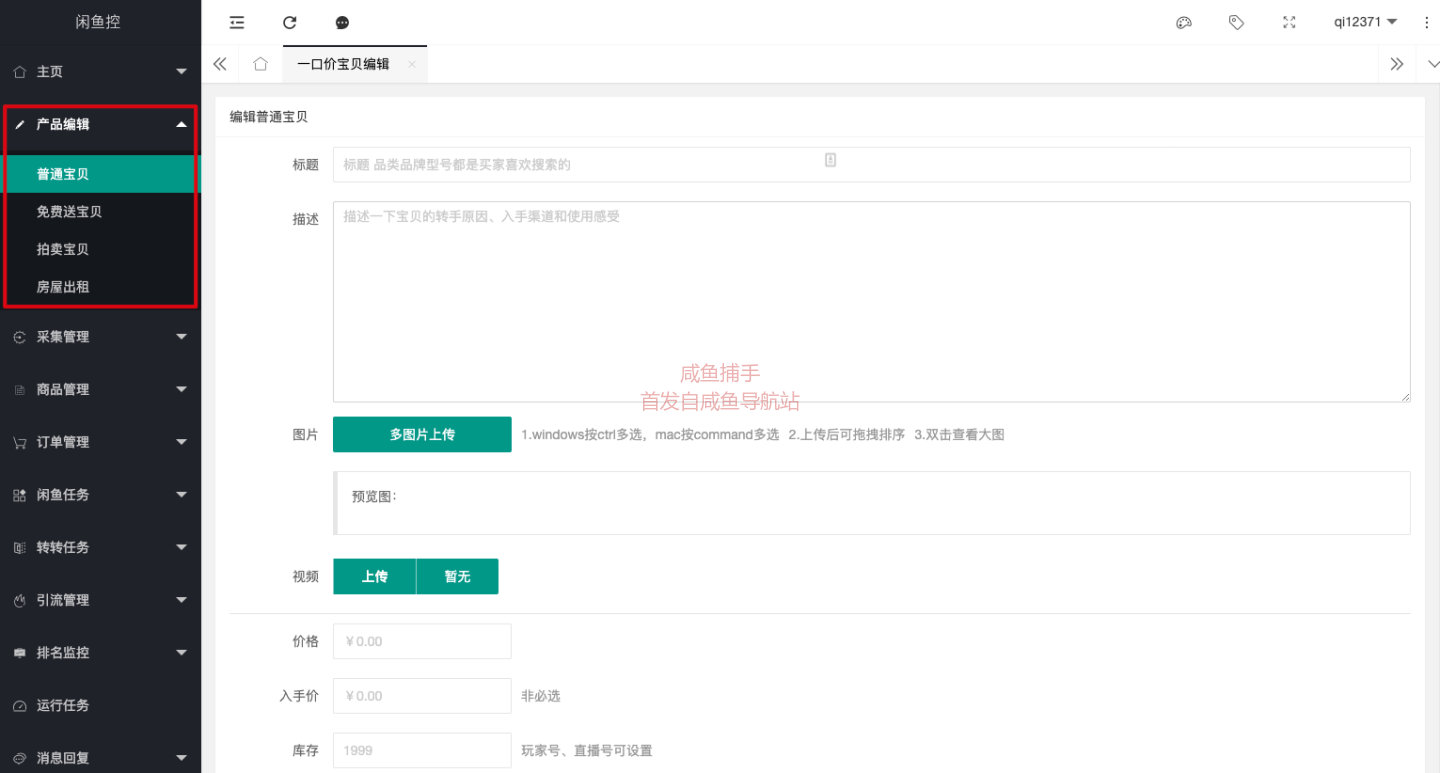 闲鱼控
qi12371
主页
一口价宝贝编辑
产品编辑
普通宝贝
免费送宝贝
拍卖宝贝
房屋出租
采集管理
商品管理
订单管理
闲鱼任务
转转任务
引流管理
排名监控
运行任务
消息回复
编辑普通宝贝
标题 标题 品类品牌型号都是买家喜欢搜索的
描述 描述一下宝贝的转手原因、入手渠道和使用感受
咸鱼捕手
首发自咸鱼导航站
图片 多图片上传 1.windows按ctrl多选，mac按command多选 2.上传后可拖拽排序 3.双击查看大图
预览图：
视频 上传 暂无
价格 ¥0.00
入手价 ¥0.00 非必选
库存 1999 玩家号、直播号可设置